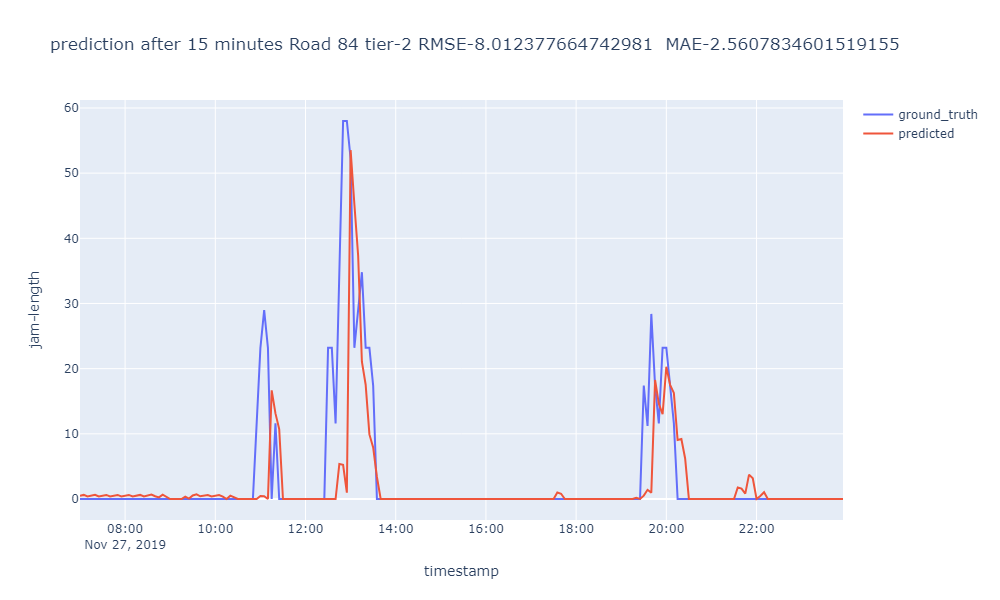 prediction after 15 minutes Road 84 tier-2 RMSE-8.012377664742981  MAE-2.5607834601519155
ground_truth
predicted
60
50
40
30
20
10
0
jam-length
08:00 10:00 12:00 14:00 16:00 18:00 20:00 22:00
Nov 27, 2019
timestamp